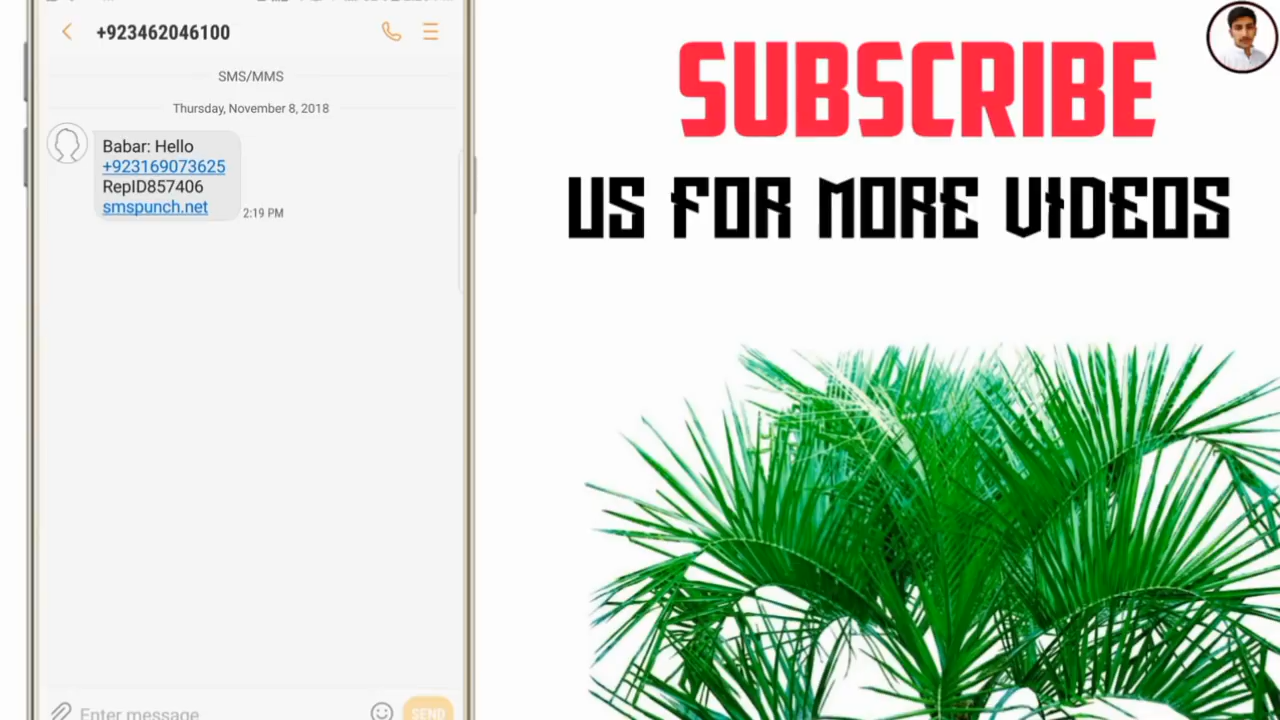 +923462046100
SMS/MMS
Thursday, November 8, 2018
Babar: Hello
+923169073625
RepID857406
smspunch.net
2:19 PM
Enter message
SEND
SUBSCRIBE
US FOR MORE VIDEOS